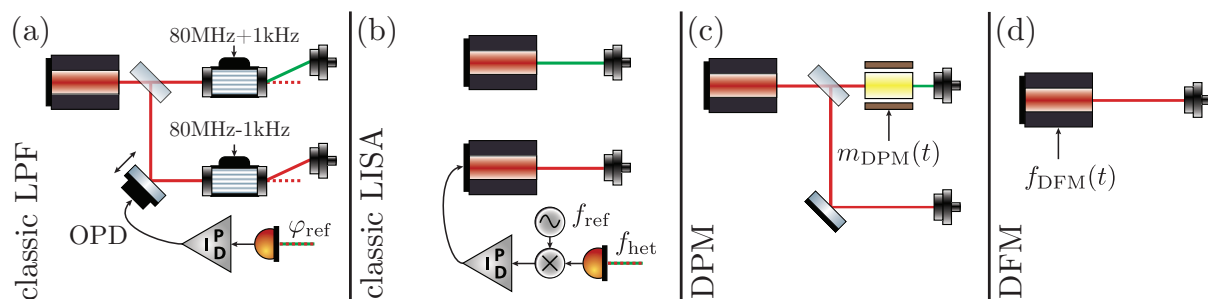 (a)
80MHz+1kHz
80MHz-1kHz
classic LPF
OPD
I P D
φref
(b)
classic LISA
fref
fhet
I P D
(c)
mDPM(t)
DPM
(d)
fDFM(t)
DFM